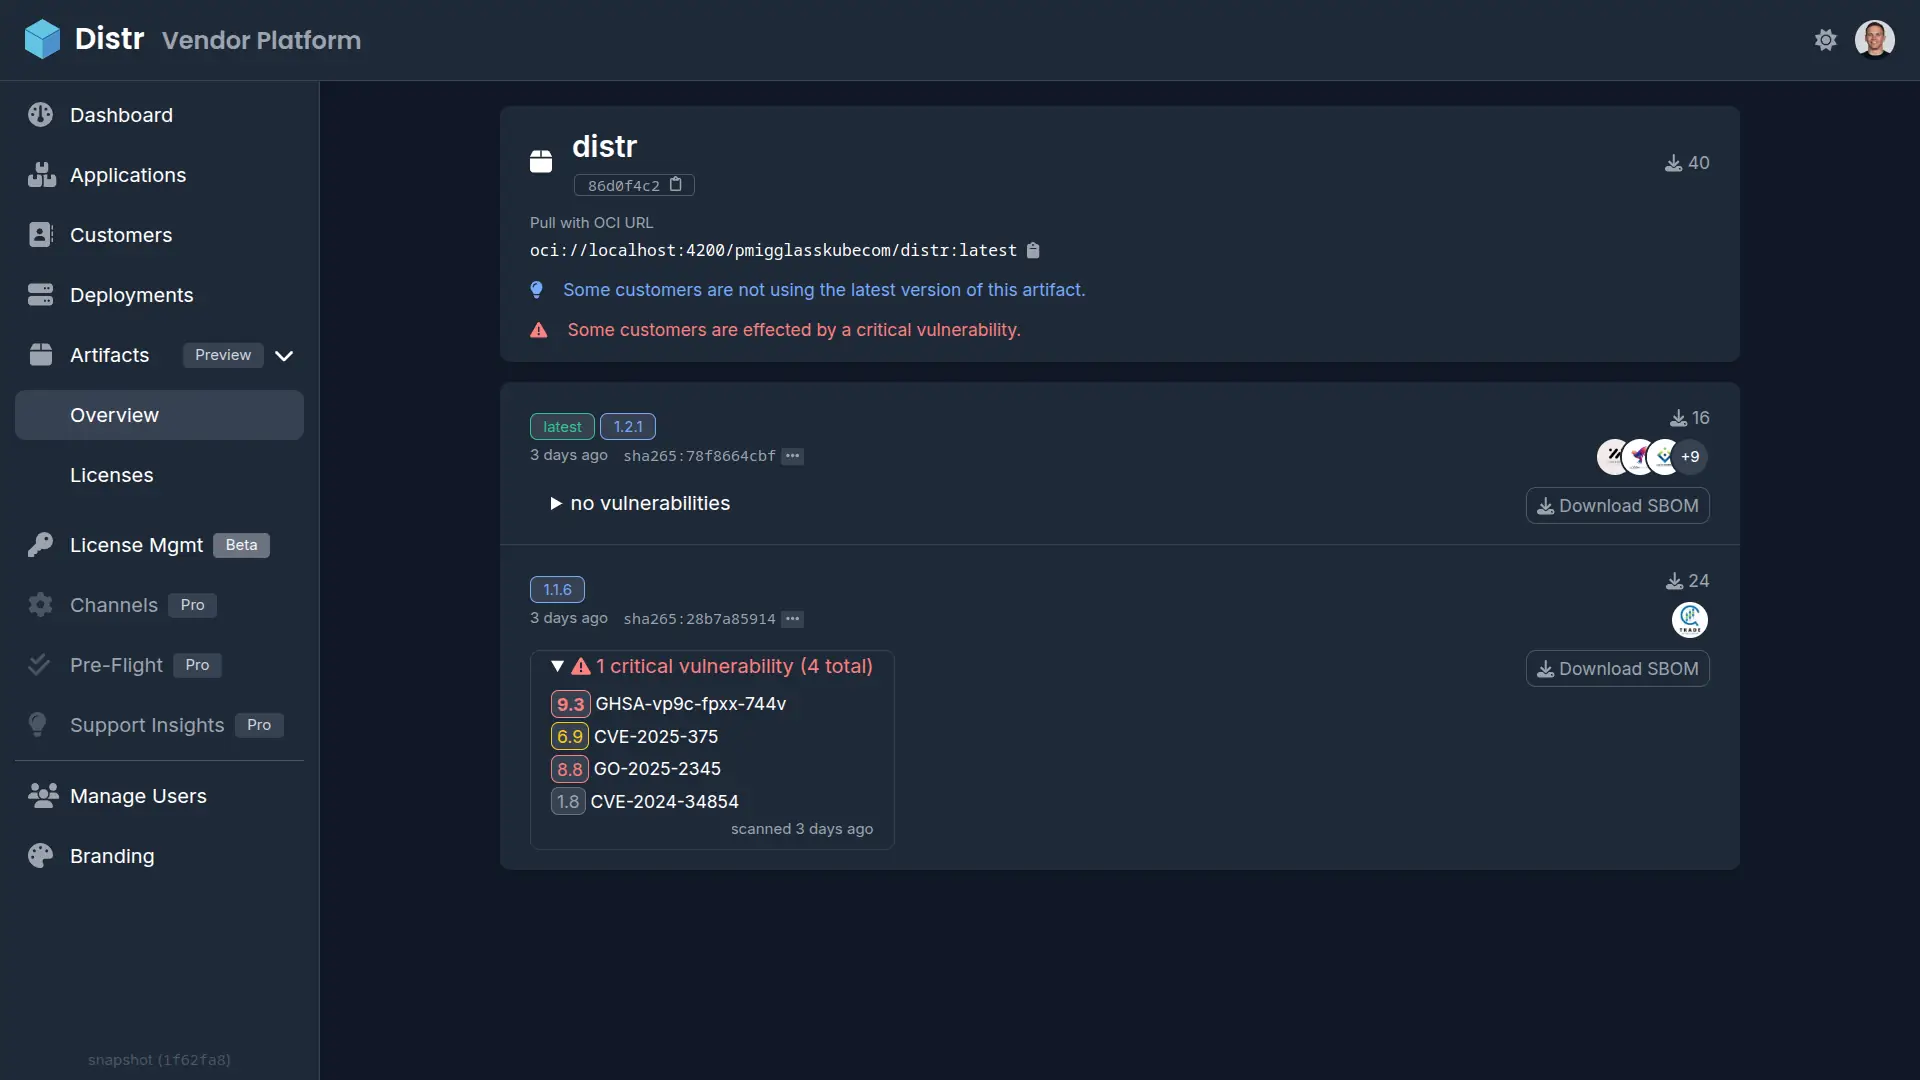 Distr Vendor Platform
Dashboard
Applications
Customers
Deployments
Artifacts Preview
Overview
Licenses
License Mgmt Beta
Channels Pro
Pre-Flight Pro
Support Insights Pro
Manage Users
Branding
snapshot (1f62fa8)
distr
86d0f4c2
40
Pull with OCI URL
oci://localhost:4200/pmigglasskubecom/distr:latest
Some customers are not using the latest version of this artifact.
Some customers are effected by a critical vulnerability.
latest 1.2.1
16
3 days ago sha265:78f8664cbf
+9
no vulnerabilities
Download SBOM
1.1.6
24
3 days ago sha265:28b7a85914
TRADE
1 critical vulnerability (4 total)
Download SBOM
9.3 GHSA-vp9c-fpxx-744v
6.9 CVE-2025-375
8.8 GO-2025-2345
1.8 CVE-2024-34854
scanned 3 days ago